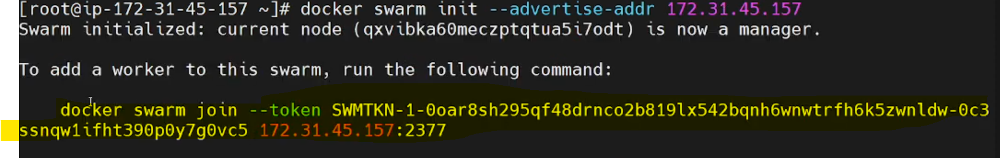 [root@ip-172-31-45-157 ~]# docker swarm init --advertise-addr 172.31.45.157
Swarm initialized: current node (qxvibka60meczptqtua5i7odt) is now a manager.
To add a worker to this swarm, run the following command:
docker swarm join --token SWMTKN-1-0oar8sh295qf48drnco2b819lx542bqnh6wnwtrfh6k5zwnldw-0c3
ssnqw1ifht390p0y7g0vc5 172.31.45.157:2377